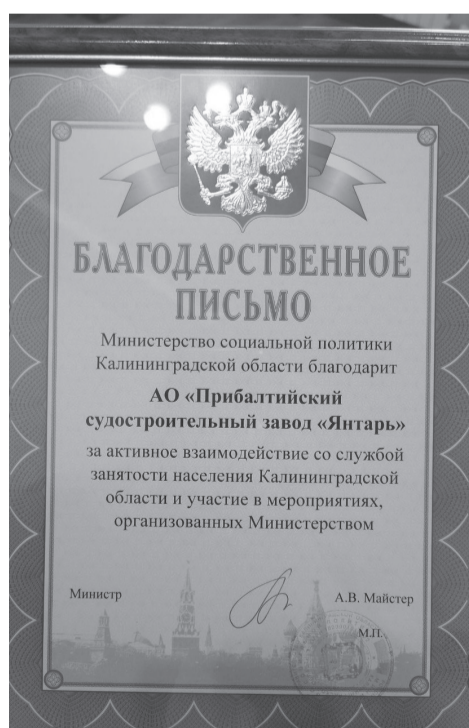 БЛАГОДАРСТВЕННОЕ
ПИСЬМО
Министерство социальной политики
Калининградской области благодарит
АО «Прибалтийский
судостроительный завод «Янтарь»
за активное взаимодействие со службой
занятости населения Калининградской
области и участие в мероприятиях,
организованных Министерством
Министр
А.В. Майстер
М.П.